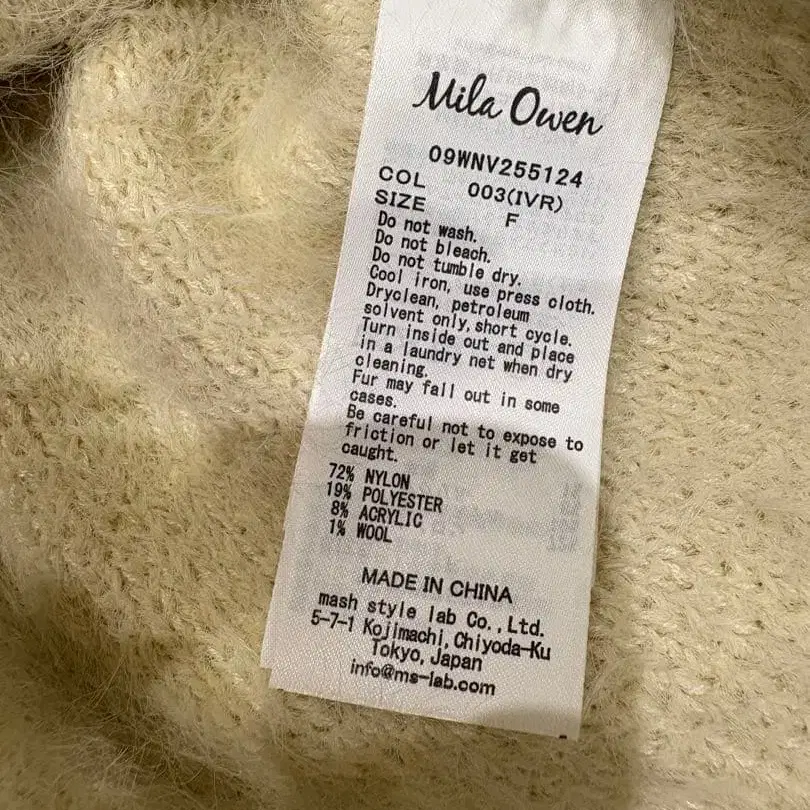 Mila Owen
09WNV255124
COL 003(IVR)
SIZE F
Do not wash.
Do not bleach.
Do not tumble dry.
Cool iron, use press cloth.
Dryclean, petroleum
solvent only, short cycle.
Turn inside out and place
in a laundry net when dry
cleaning.
Fur may fall out in some
cases.
Be careful not to expose to
friction or let it get
caught.
72% NYLON
19% POLYESTER
8% ACRYLIC
1% WOOL
MADE IN CHINA
mash style lab Co.,Ltd.
5-7-1 Kojimachi,Chiyoda-Ku
Tokyo,Japan
info@ms-lab.com